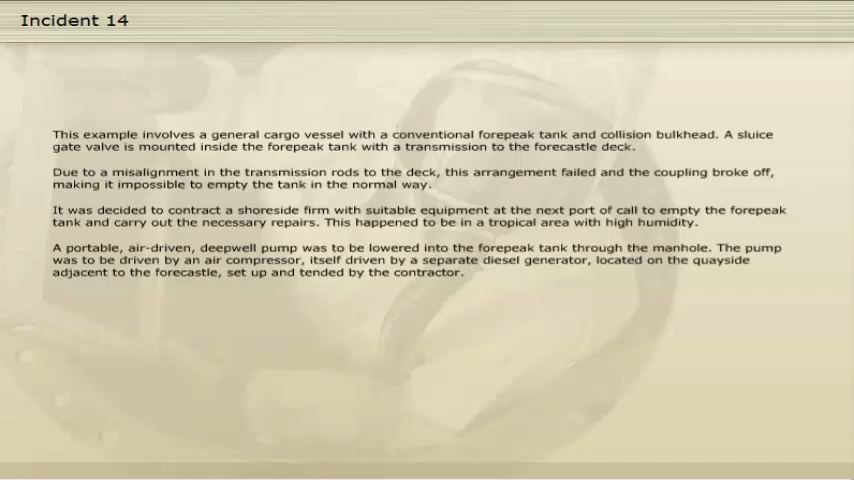 Incident 14
This example involves a general cargo vessel with a conventional forepeak tank and collision bulkhead. A sluice
gate valve is mounted inside the forepeak tank with a transmission to the forecastle deck.
Due to a misalignment in the transmission rods to the deck, this arrangement failed and the coupling broke off,
making it impossible to empty the tank in the normal way.
It was decided to contract a shoreside firm with suitable equipment at the next port of call to empty the forepeak
tank and carry out the necessary repairs. This happened to be in a tropical area with high humidity.
A portable, air-driven, deepwell pump was to be lowered into the forepeak tank through the manhole. The pump
was to be driven by an air compressor, itself driven by a separate diesel generator, located on the quayside
adjacent to the forecastle, set up and tended by the contractor.